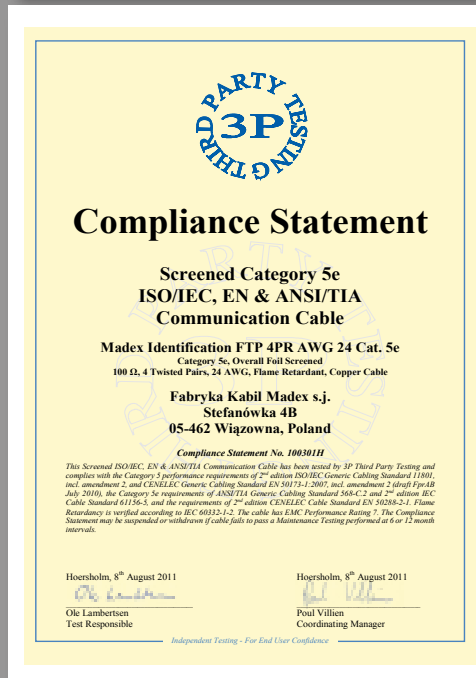 THIRD PARTY TESTING
3P
Compliance Statement
Screened Category 5e
ISO/IEC, EN & ANSI/TIA
Communication Cable
Madex Identification FTP 4PR AWG 24 Cat. 5e
Category 5e, Overall Foil Screened
100 Ω, 4 Twisted Pairs, 24 AWG, Flame Retardant, Copper Cable
Fabryka Kabil Madex s.j.
Stefanówka 4B
05-462 Wiązowna, Poland
Compliance Statement No. 100301H
This Screened ISO/IEC, EN & ANSI/TIA Communication Cable has been tested by 3P Third Party Testing and
complies with the Category 5 performance requirements of 2nd edition ISO/IEC Generic Cabling Standard 11801,
incl. amendment 2, and CENELEC Generic Cabling Standard EN 50173-1:2007, incl. amendment 2 (draft FprAB
July 2010), the Category 5e requirements of ANSI/TIA Generic Cabling Standard 568-C.2 and 2nd edition IEC
Cable Standard 61156-5, and the requirements of 2nd edition CENELEC Cable Standard EN 50288-2-1. Flame
Retardancy is verified according to IEC 60332-1-2. The cable has EMC Performance Rating 7. The Compliance
Statement may be suspended or withdrawn if cable fails to pass a Maintenance Testing performed at 6 or 12 month
intervals.
Hoersholm, 8th August 2011 Hoersholm, 8th August 2011
Ole Lambertsen Poul Villien
Test Responsible Coordinating Manager
Independent Testing - For End User Confidence